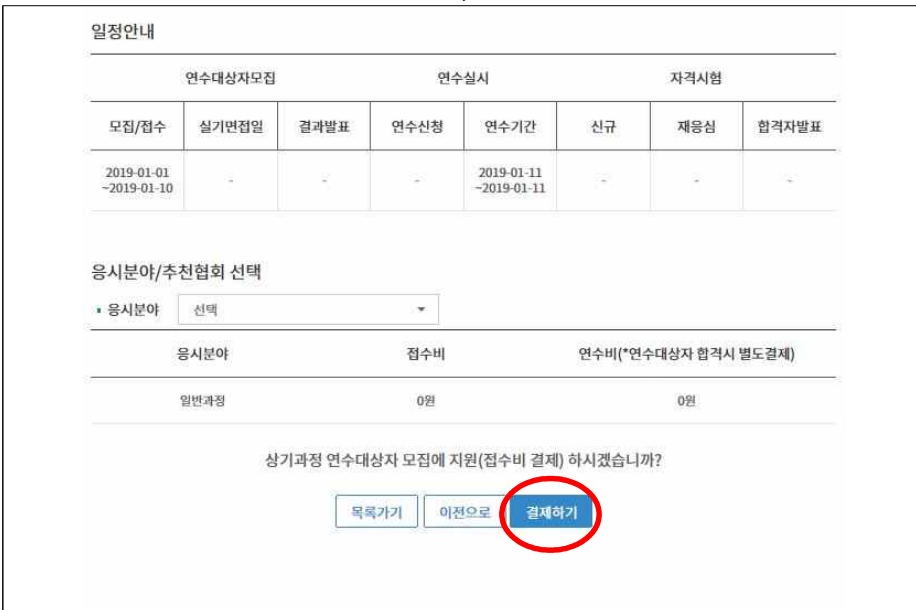 일정안내
연수대상자모집 연수실시 자격시험
모집/접수 실기면접일 결과발표 연수신청 연수기간 신규 재응심 합격자발표
2019-01-01 2019-01-11
- - - - - -
~2019-01-10 ~2019-01-11
응시분야/추천협회 선택
응시분야 선택
응시분야 접수비 연수비(*연수대상자 합격시 별도결제)
일반과정 0원 0원
상기과정 연수대상자 모집에 지원(접수비 결제) 하시겠습니까?
목록가기 이전으로 결제하기